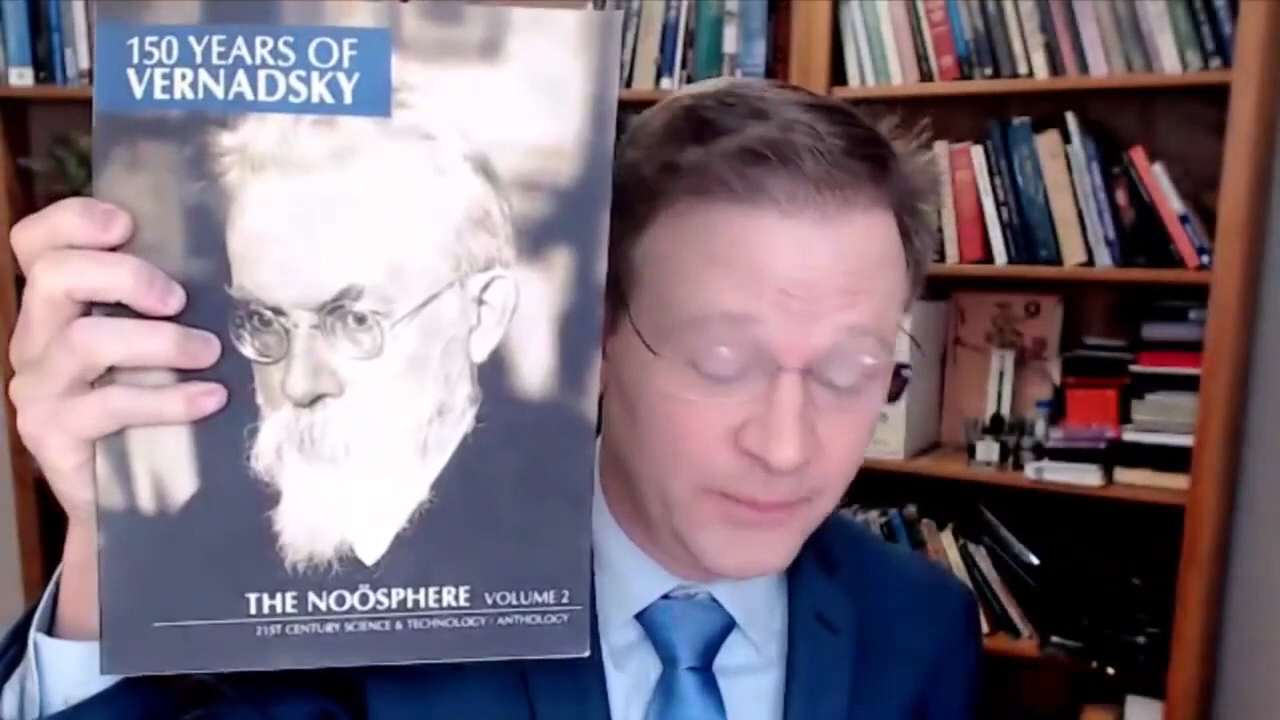 150 YEARS OF
VERNADSKY
THE NOÖSPHERE VOLUME 2
21ST CENTURY SCIENCE & TECHNOLOGY · ANTHOLOGY